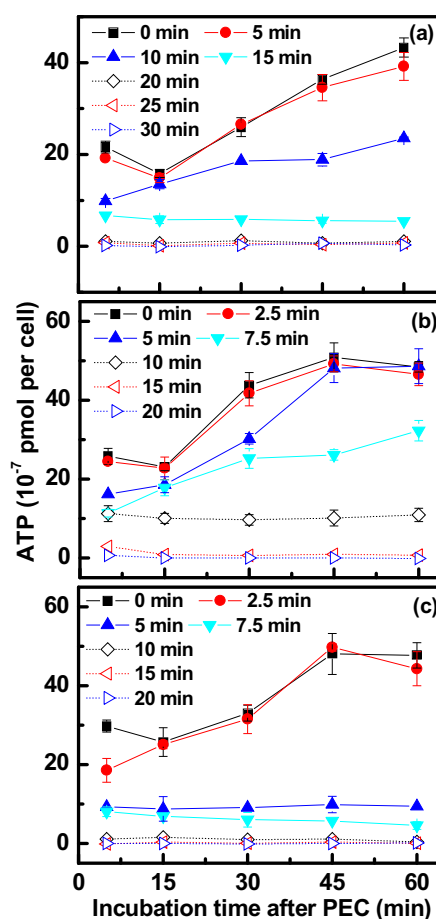 (a)
0 min 5 min
10 min 15 min
20 min
25 min
30 min
40
20
0
(b)
0 min 2.5 min
5 min 7.5 min
10 min
15 min
20 min
60
40
20
0
ATP (10⁻⁷ pmol per cell)
(c)
0 min 2.5 min
5 min 7.5 min
10 min
15 min
20 min
60
40
20
0
0 15 30 45 60
Incubation time after PEC (min)